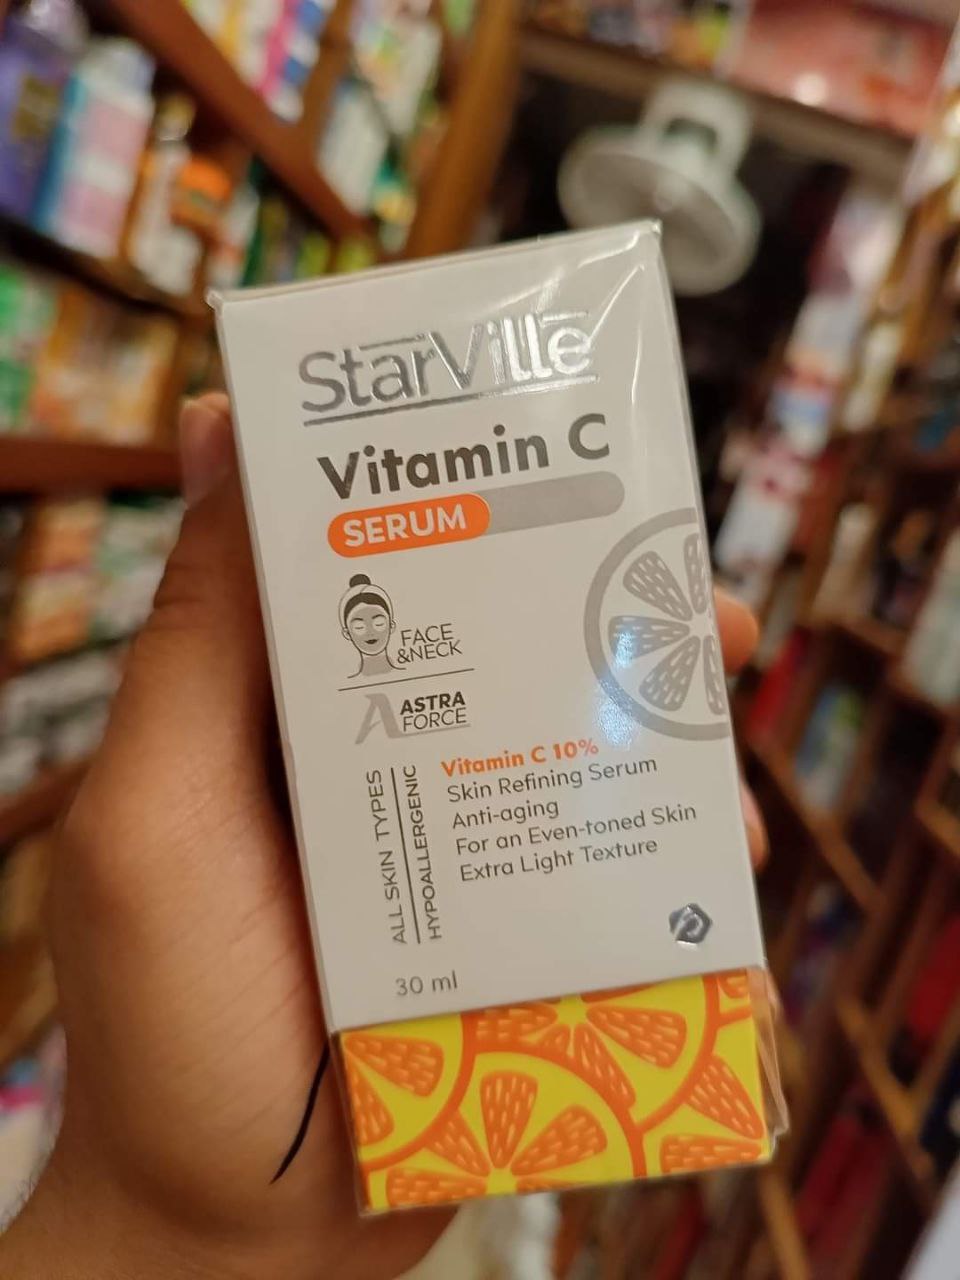 StarVille
Vitamin C
SERUM
FACE
&NECK
ASTRA
FORCE
ALL SKIN TYPES
HYPOALLERGENIC
Vitamin C 10%
Skin Refining Serum
Anti-aging
For an Even-toned Skin
Extra Light Texture
30 ml